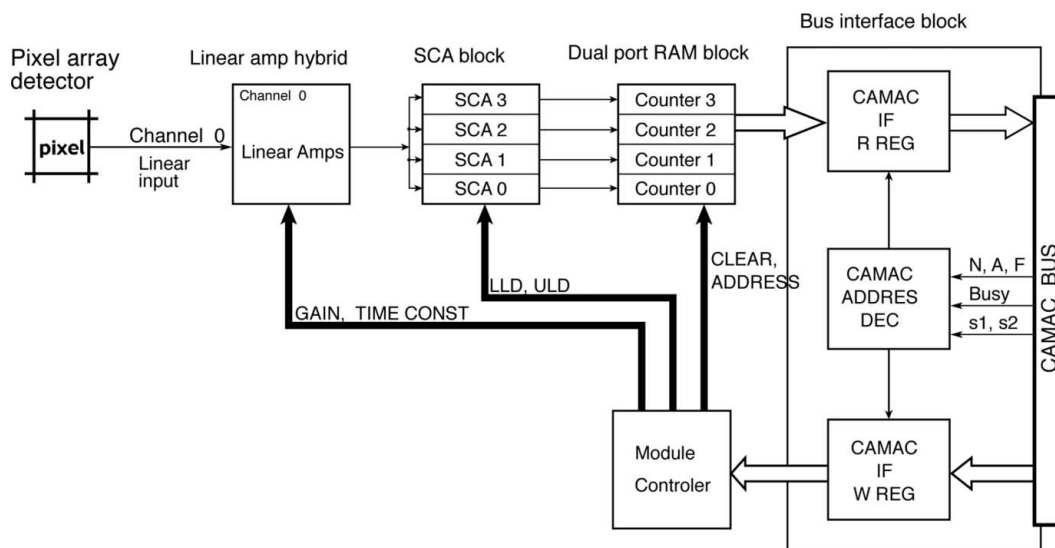 Bus interface block
Pixel array
detector
Linear amp hybrid
SCA block
Dual port RAM block
pixel
Channel 0
Linear
input
Channel 0
Linear Amps
SCA 3
SCA 2
SCA 1
SCA 0
Counter 3
Counter 2
Counter 1
Counter 0
CAMAC
IF
R REG
CLEAR,
ADDRESS
LLD, ULD
GAIN, TIME CONST
CAMAC
ADDRES
DEC
N, A, F
Busy
s1, s2
CAMAC BUS
Module
Controler
CAMAC
IF
W REG